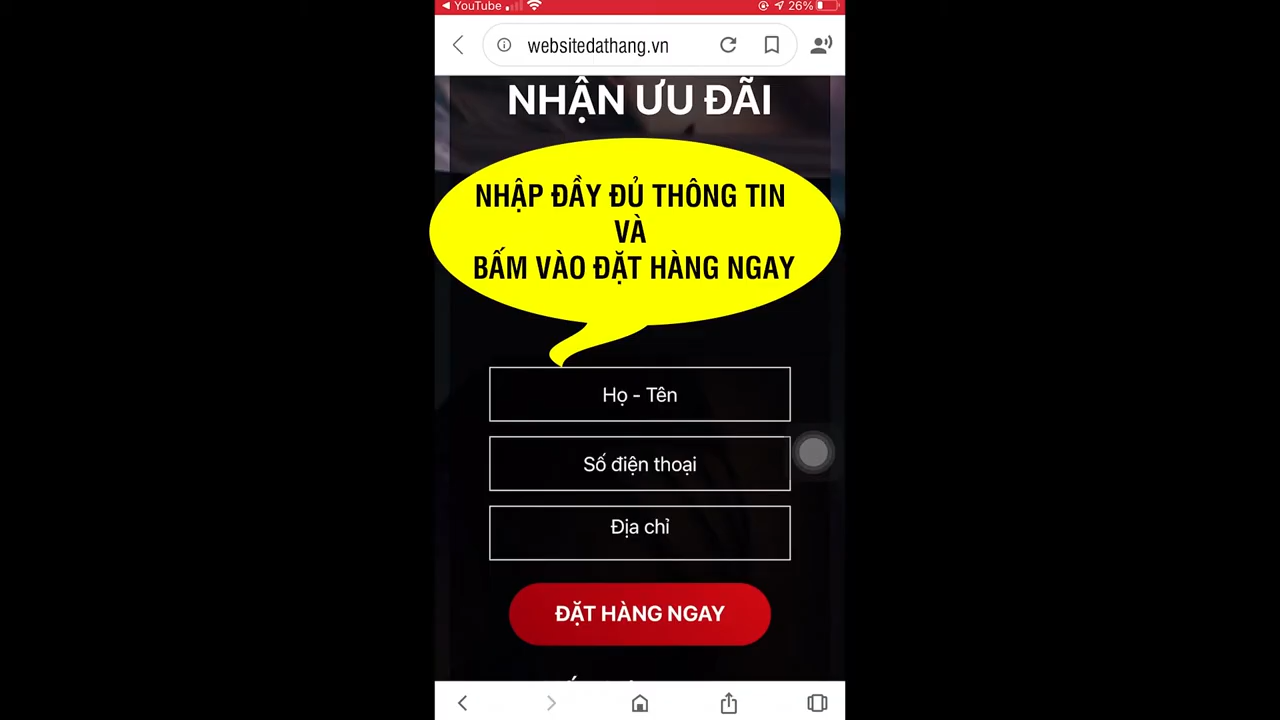 YouTube
26%
websitedathang.vn
NHẬN ƯU ĐÃI
NHẬP ĐẦY ĐỦ THÔNG TIN
VÀ
BẤM VÀO ĐẶT HÀNG NGAY
Họ - Tên
Số điện thoại
Địa chỉ
ĐẶT HÀNG NGAY